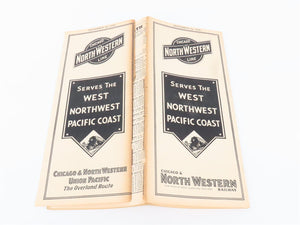 CHICAGO
NORTH WESTERN
LINE
SERVES THE
WEST
NORTHWEST
PACIFIC COAST
CHICAGO & NORTH WESTERN
UNION PACIFIC
The Overland Route
CHICAGO
NORTH WESTERN
LINE
SERVES THE
WEST
NORTHWEST
PACIFIC COAST
CHICAGO &
NORTH WESTERN
RAILWAY